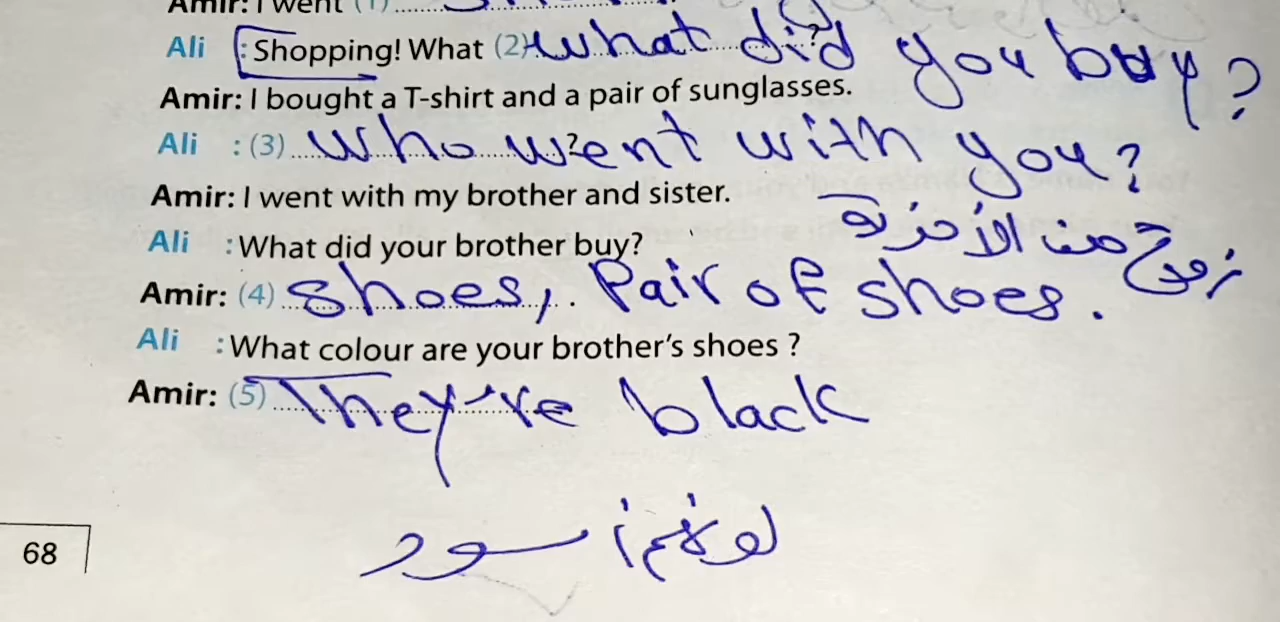 Amir: I went (1)
Ali : Shopping! What (2) what did you buy?
Amir: I bought a T-shirt and a pair of sunglasses.
Ali : (3) Who went with you?
Amir: I went with my brother and sister.
زوج من الأحذية
Ali : What did your brother buy?
Amir: (4) Shoes, Pair of shoes.
Ali : What colour are your brother's shoes ?
Amir: (5) They're black
لونهم أسود
68